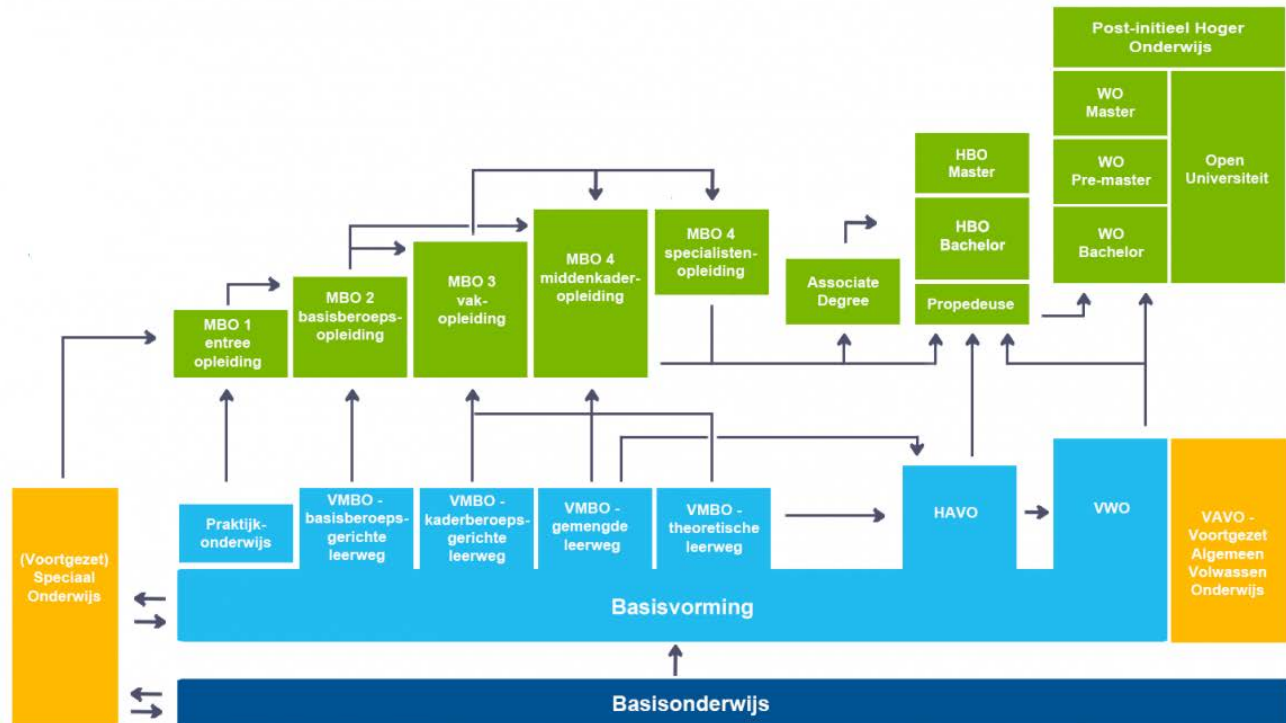 Post-initieel Hoger
Onderwijs
WO
Master
WO
Pre-master
WO
Bachelor
Open
Universiteit
HBO
Master
HBO
Bachelor
Propedeuse
Associate
Degree
MBO 4
specialisten-
opleiding
MBO 4
middenkader-
opleiding
MBO 3
vak-
opleiding
MBO 2
basisberoeps-
opleiding
MBO 1
entree
opleiding
(Voortgezet)
Speciaal
Onderwijs
Praktijk-
onderwijs
VMBO -
basisberoeps-
gerichte
leerweg
VMBO -
kaderberoeps-
gerichte
leerweg
VMBO -
gemengde
leerweg
VMBO -
theoretische
leerweg
HAVO
VWO
VAVO -
Voortgezet
Algemeen
Volwassen
Onderwijs
Basisvorming
Basisonderwijs